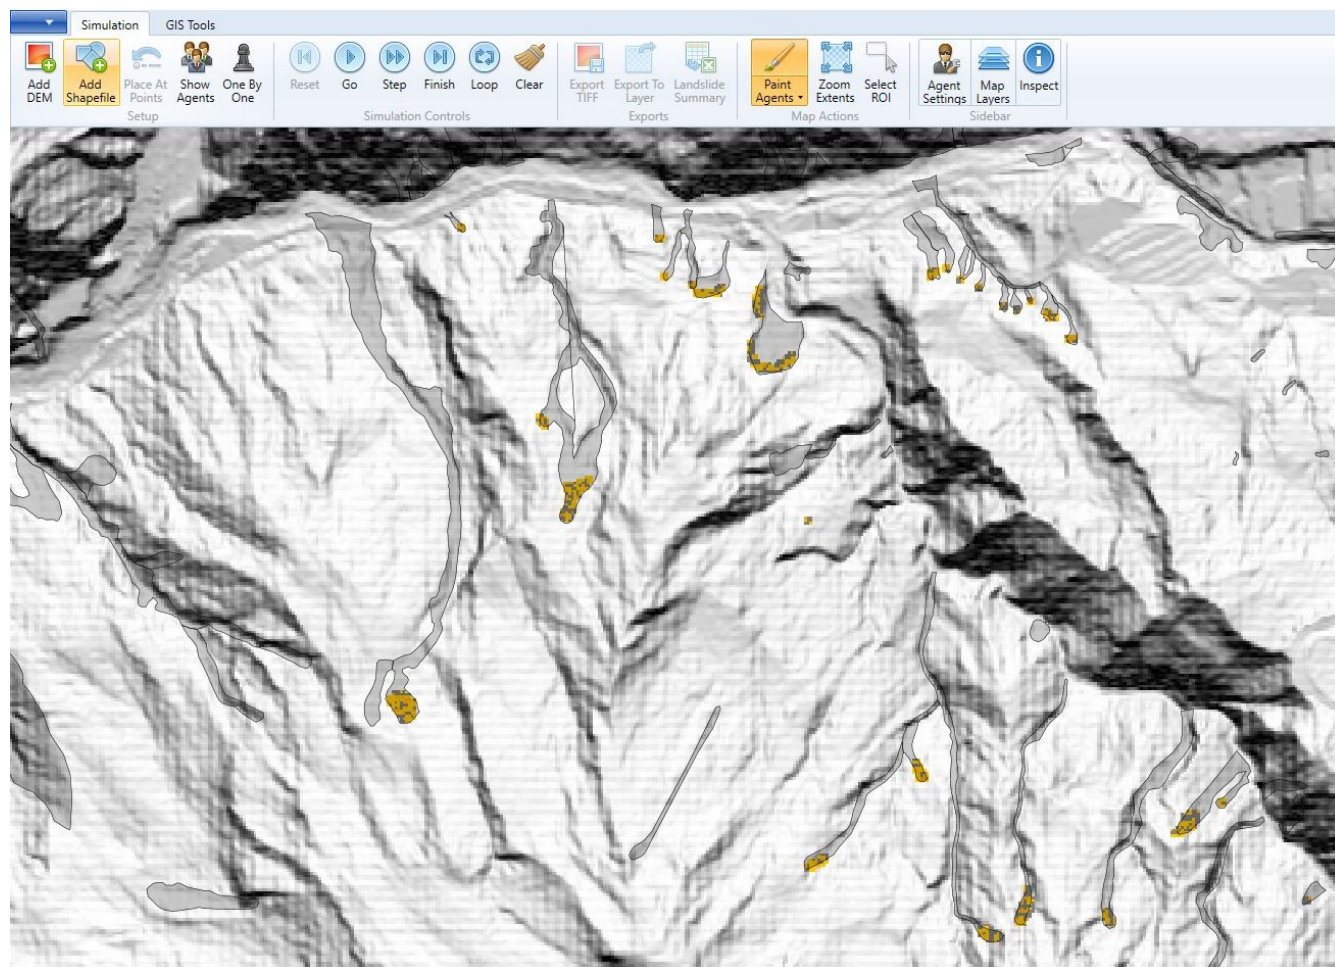 Simulation GIS Tools
Add DEM
Add Shapefile
Place At Points
Show Agents
One By One
Reset
Go
Step
Finish
Loop
Clear
Export TIFF
Export To Layer
Landslide Summary
Paint Agents
Zoom Extents
Select ROI
Agent Settings
Map Layers
Inspect
Setup
Simulation Controls
Exports
Map Actions
Sidebar